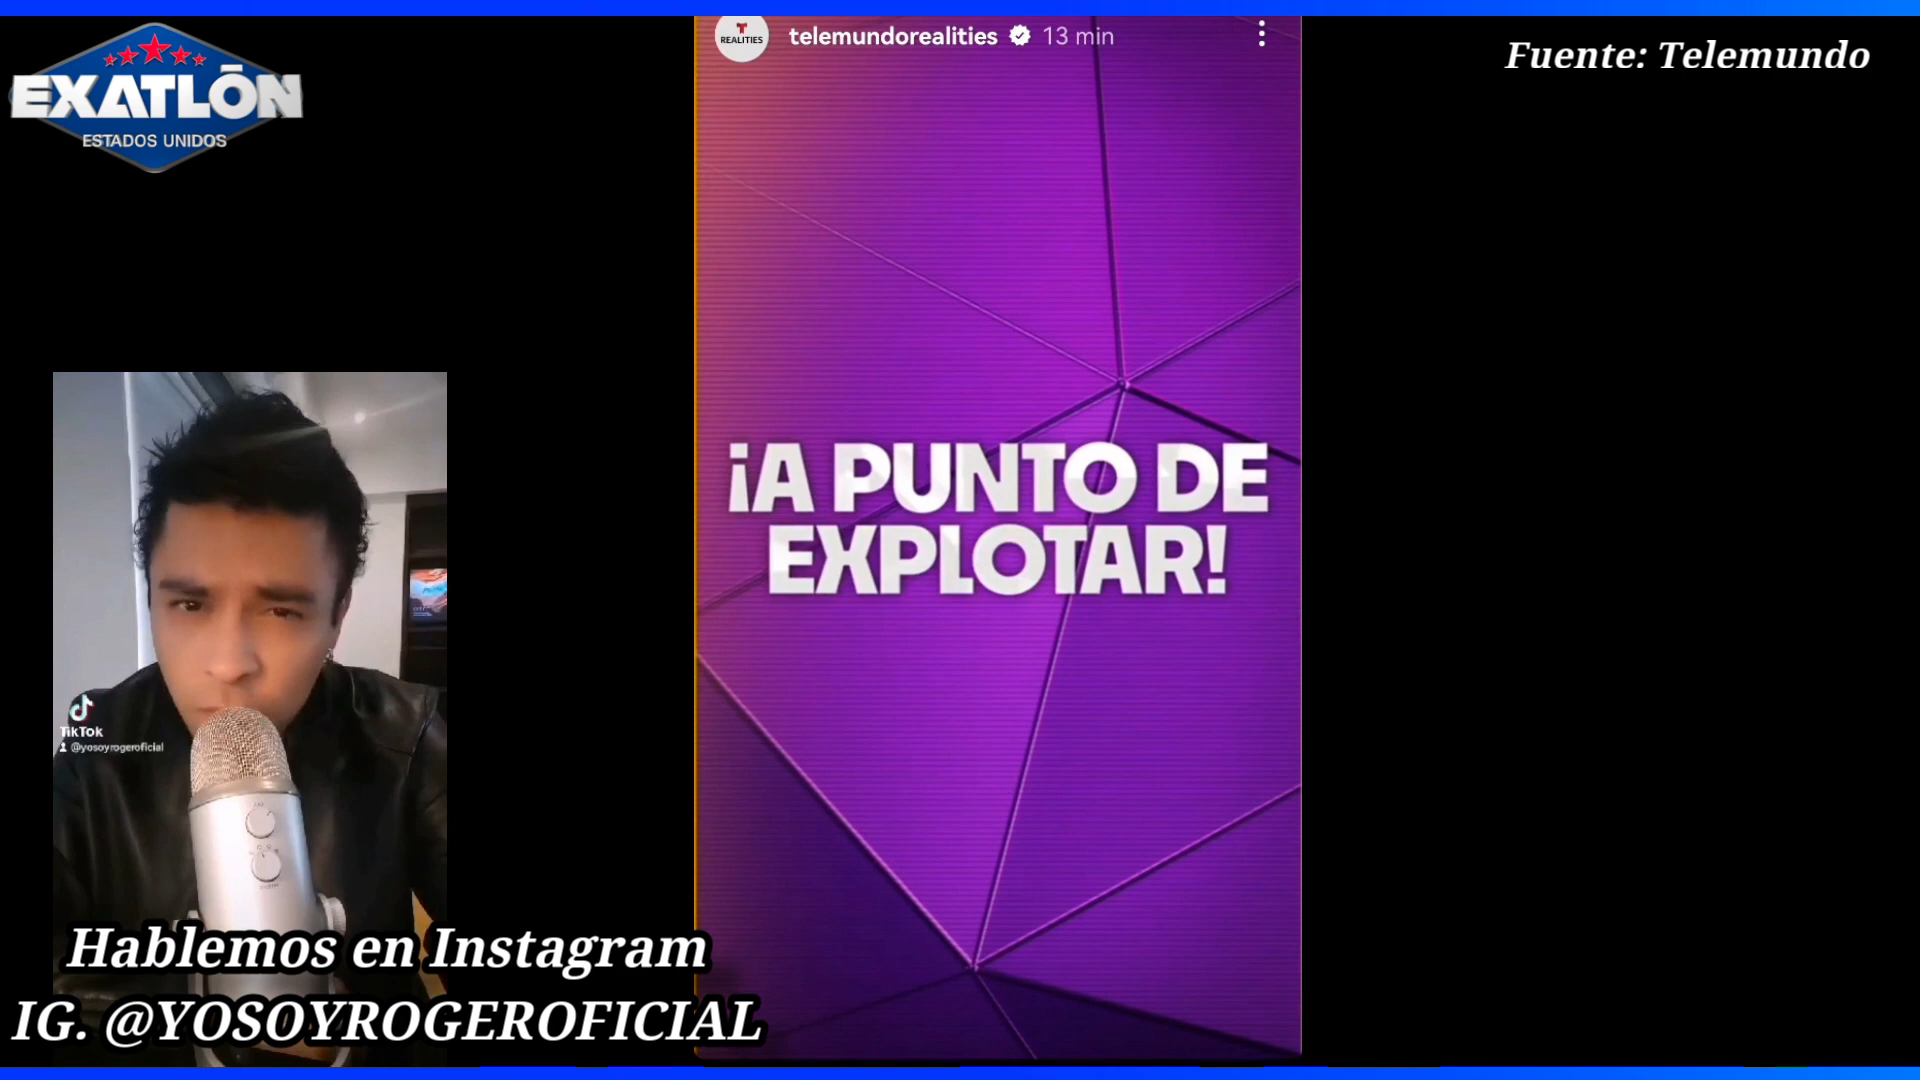 EXATLÓN
ESTADOS UNIDOS
T
REALITIES
telemundorealities 13 min
Fuente: Telemundo
¡A PUNTO DE
EXPLOTAR!
TikTok
@yosoyrogeroficial
Hablemos en Instagram
IG. @YOSOYROGEROFICIAL